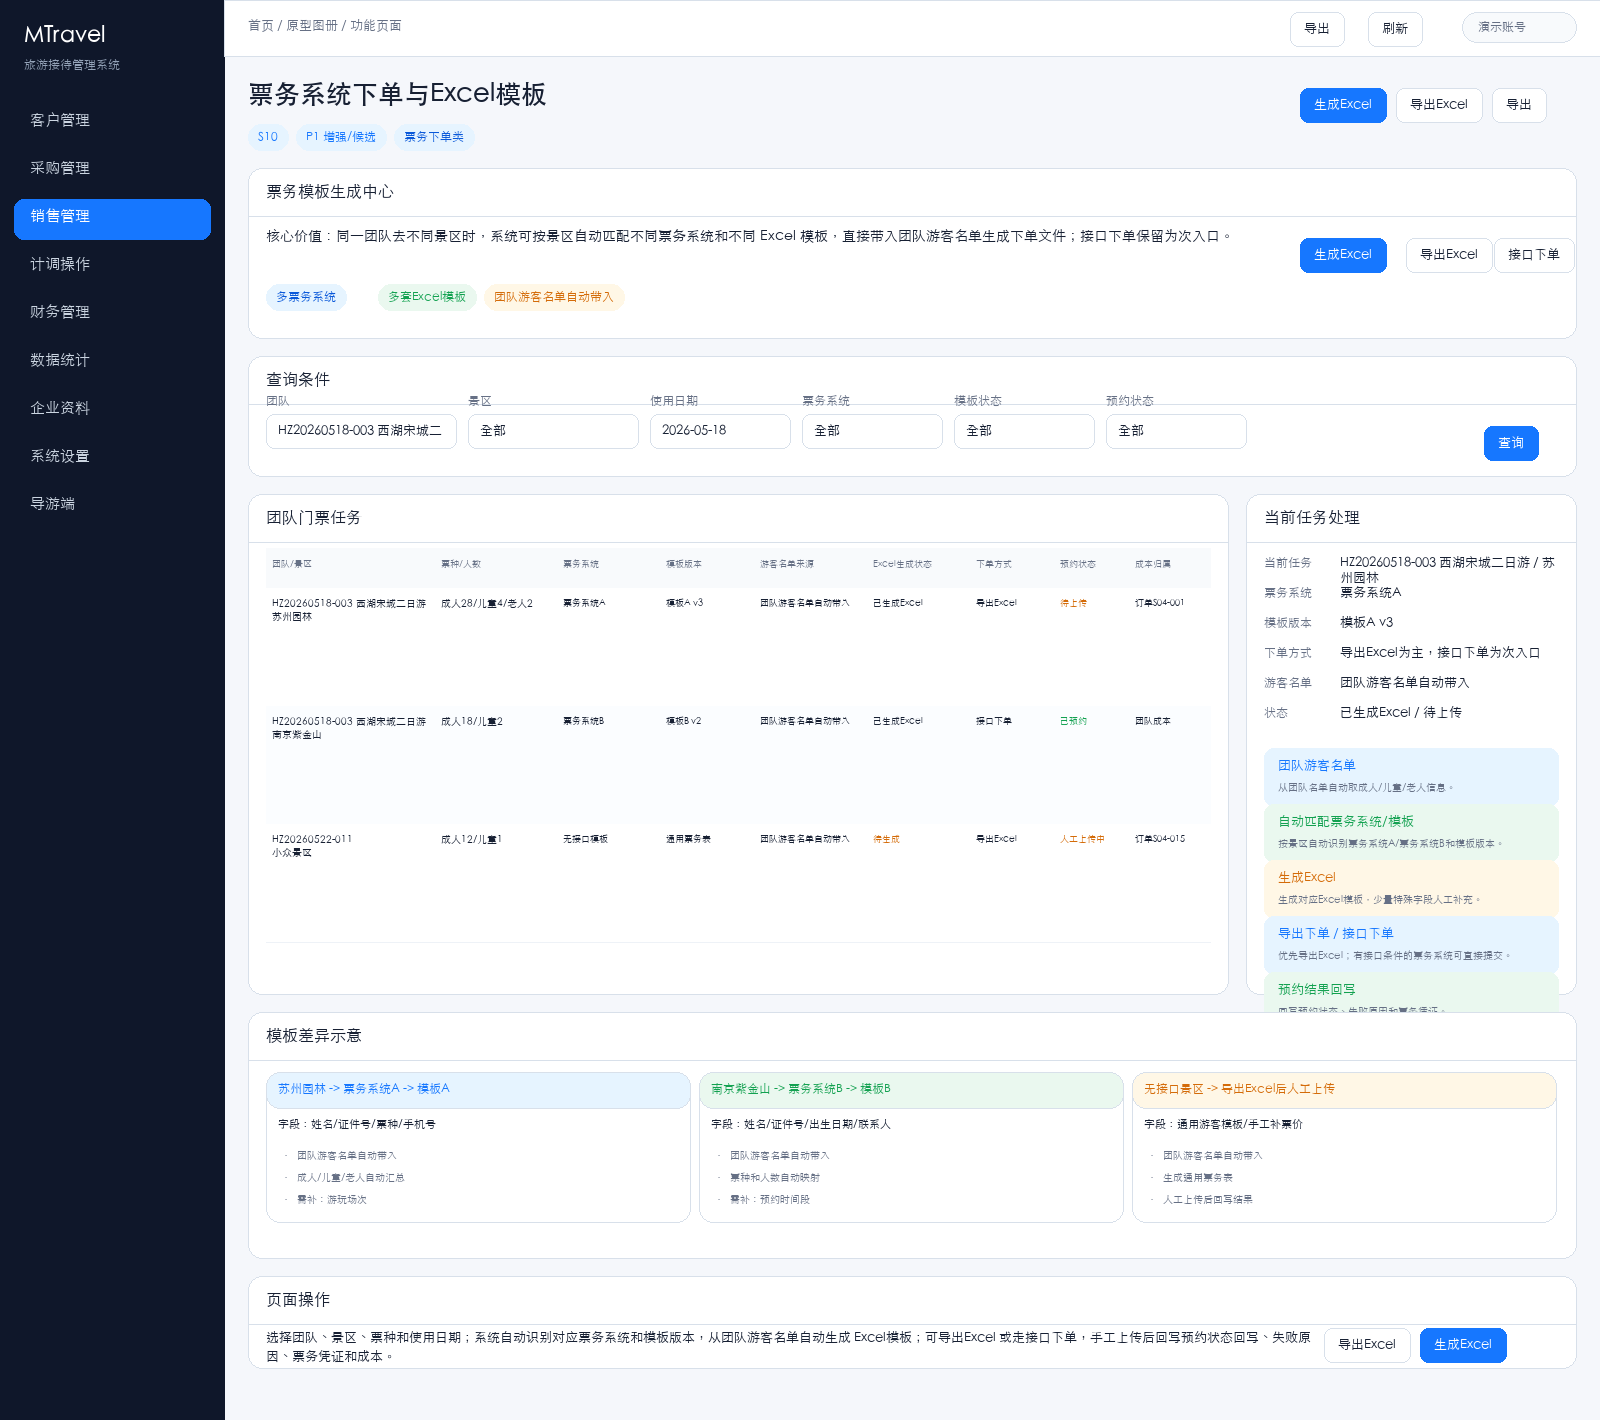 MTravel
旅游接待管理系统
客户管理
采购管理
销售管理
计调操作
财务管理
数据统计
企业资料
系统设置
导游端
首页 / 原型图册 / 功能页面
导出
刷新
演示账号
票务系统下单与Excel模板
S10
P1 增强/候选
票务下单类
生成Excel
导出Excel
导出
票务模板生成中心
核心价值：同一团队去不同景区时，系统可按景区自动匹配不同票务系统和不同 Excel 模板，直接带入团队游客名单生成下单文件；接口下单保留为次入口。
生成Excel
导出Excel
接口下单
多票务系统
多套Excel模板
团队游客名单自动带入
查询条件
团队
景区
使用日期
票务系统
模板状态
预约状态
HZ20260518-003 西湖宋城二
全部
2026-05-18
全部
全部
全部
查询
团队门票任务
团队/景区
票种/人数
票务系统
模板版本
游客名单来源
Excel生成状态
下单方式
预约状态
成本归属
HZ20260518-003 西湖宋城二日游
苏州园林
成人28/儿童4/老人2
票务系统A
模板A v3
团队游客名单自动带入
已生成Excel
导出Excel
待上传
订单S04-001
HZ20260518-003 西湖宋城二日游
南京紫金山
成人18/儿童2
票务系统B
模板B v2
团队游客名单自动带入
已生成Excel
接口下单
已预约
团队成本
HZ20260522-011
小众景区
成人12/儿童1
无接口模板
通用票务表
团队游客名单自动带入
待生成
导出Excel
人工上传中
订单S04-015
当前任务处理
当前任务
HZ20260518-003 西湖宋城二日游 / 苏
州园林
票务系统
票务系统A
模板版本
模板A v3
下单方式
导出Excel为主，接口下单为次入口
游客名单
团队游客名单自动带入
状态
已生成Excel / 待上传
团队游客名单
从团队名单自动取成人/儿童/老人信息。
自动匹配票务系统/模板
按景区自动识别票务系统A/票务系统B和模板版本。
生成Excel
生成对应Excel模板，少量特殊字段人工补充。
导出下单 / 接口下单
优先导出Excel；有接口条件的票务系统可直接提交。
预约结果回写
回写预约状态、失败原因和票务凭证。
模板差异示意
苏州园林 -> 票务系统A -> 模板A
字段：姓名/证件号/票种/手机号
· 团队游客名单自动带入
· 成人/儿童/老人自动汇总
· 需补：游玩场次
南京紫金山 -> 票务系统B -> 模板B
字段：姓名/证件号/出生日期/联系人
· 团队游客名单自动带入
· 票种和人数自动映射
· 需补：预约时间段
无接口景区 -> 导出Excel后人工上传
字段：通用游客模板/手工补票价
· 团队游客名单自动带入
· 生成通用票务表
· 人工上传后回写结果
页面操作
选择团队、景区、票种和使用日期；系统自动识别对应票务系统和模板版本，从团队游客名单自动生成 Excel模板；可导出Excel 或走接口下单，手工上传后回写预约状态回写、失败原
因、票务凭证和成本。
导出Excel
生成Excel